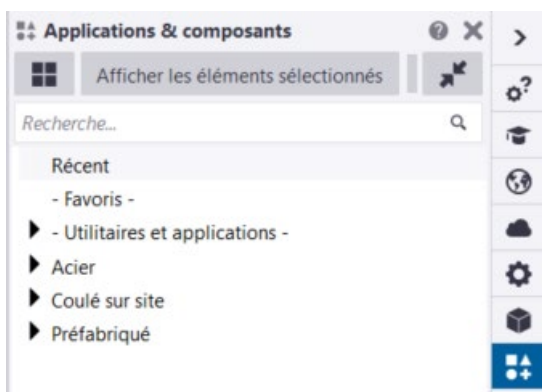 Applications & composants
Afficher les éléments sélectionnés
Recherche...
Récent
- Favoris -
- Utilitaires et applications -
Acier
Coulé sur site
Préfabriqué